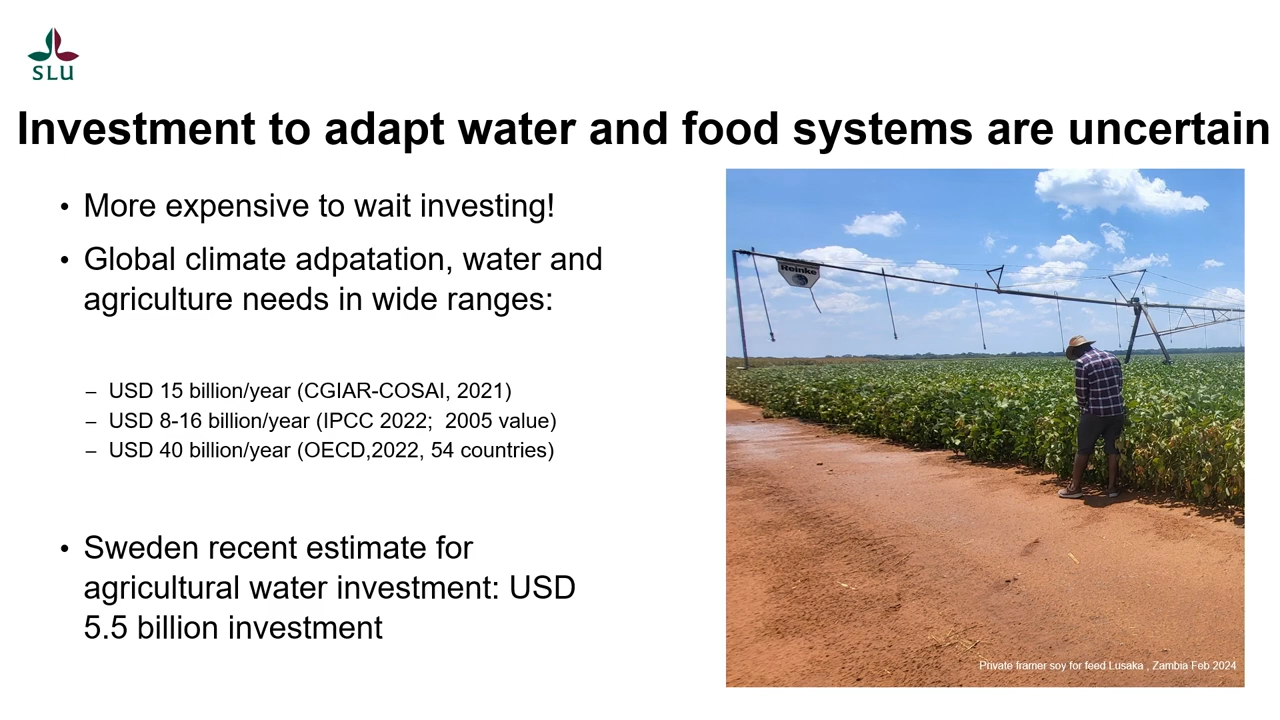 SLU
Investment to adapt water and food systems are uncertain
• More expensive to wait investing!
• Global climate adpatation, water and
agriculture needs in wide ranges:
– USD 15 billion/year (CGIAR-COSAI, 2021)
– USD 8-16 billion/year (IPCC 2022;  2005 value)
– USD 40 billion/year (OECD,2022, 54 countries)
• Sweden recent estimate for
agricultural water investment: USD
5.5 billion investment
Reinke
Private framer soy for feed Lusaka , Zambia Feb 2024